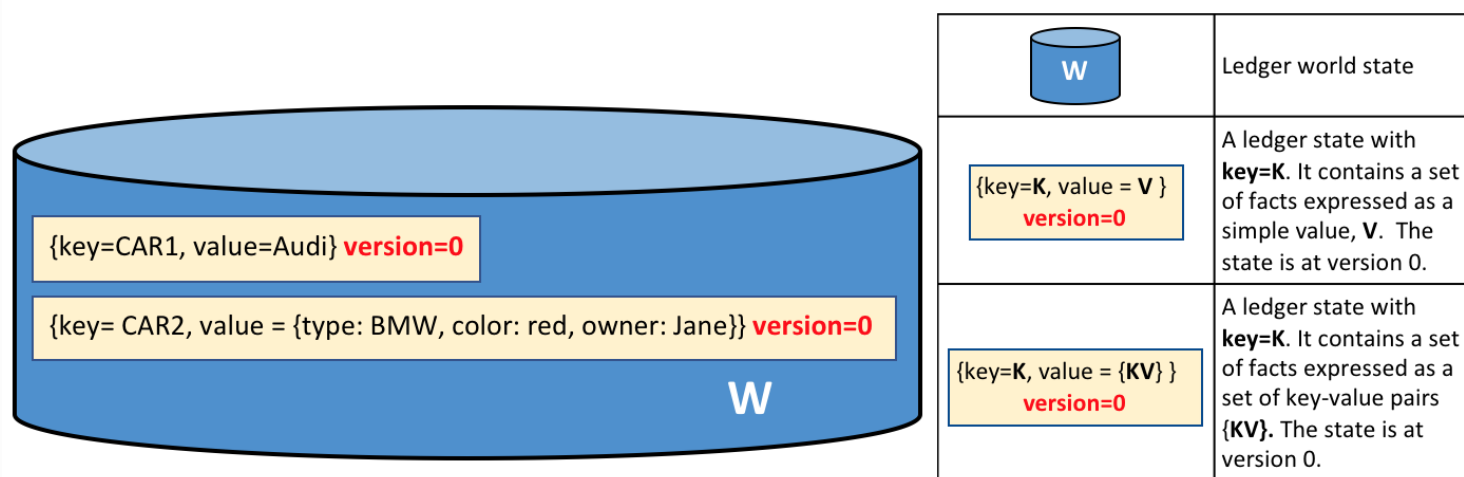 {key=CAR1, value=Audi} version=0
{key= CAR2, value = {type: BMW, color: red, owner: Jane}} version=0
W
W
Ledger world state
{key=K, value = V }
version=0
A ledger state with
key=K. It contains a set
of facts expressed as a
simple value, V.  The
state is at version 0.
{key=K, value = {KV} }
version=0
A ledger state with
key=K. It contains a set
of facts expressed as a
set of key-value pairs
{KV}. The state is at
version 0.